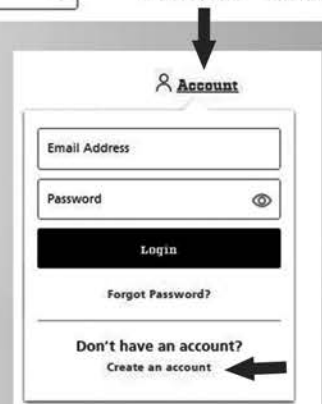 Account
Email Address
Password
Login
Forgot Password?
Don't have an account?
Create an account